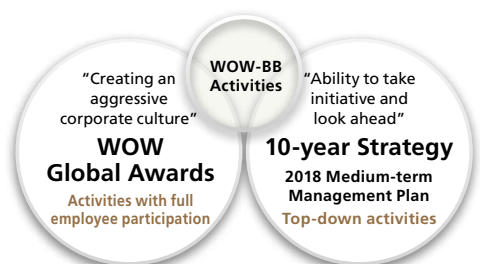 WOW-BB
Activities
"Creating an
aggressive
corporate culture"
WOW
Global Awards
Activities with full
employee participation
"Ability to take
initiative and
look ahead"
10-year Strategy
2018 Medium-term
Management Plan
Top-down activities